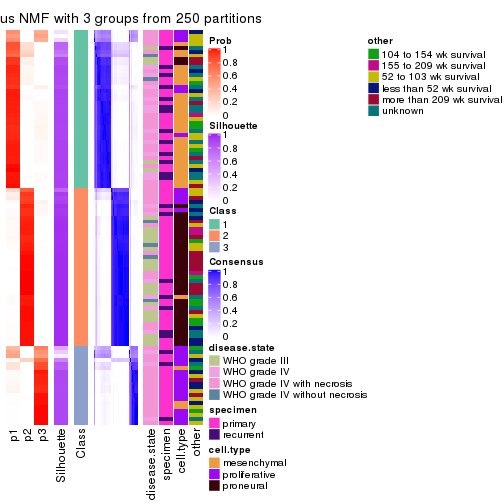 us NMF with 3 groups from 250 partitions
Prob
1
0.8
0.6
0.4
0.2
0
Silhouette
1
0.8
0.6
0.4
0.2
0
Class
1
2
3
Consensus
1
0.8
0.6
0.4
0.2
0
disease.state
WHO grade III
WHO grade IV
WHO grade IV with necrosis
WHO grade IV without necrosis
specimen
primary
recurrent
cell.type
mesenchymal
proliferative
proneural
other
104 to 154 wk survival
155 to 209 wk survival
52 to 103 wk survival
less than 52 wk survival
more than 209 wk survival
unknown
p1
p2
p3
Silhouette
Class
disease.state
specimen
cell.type
other